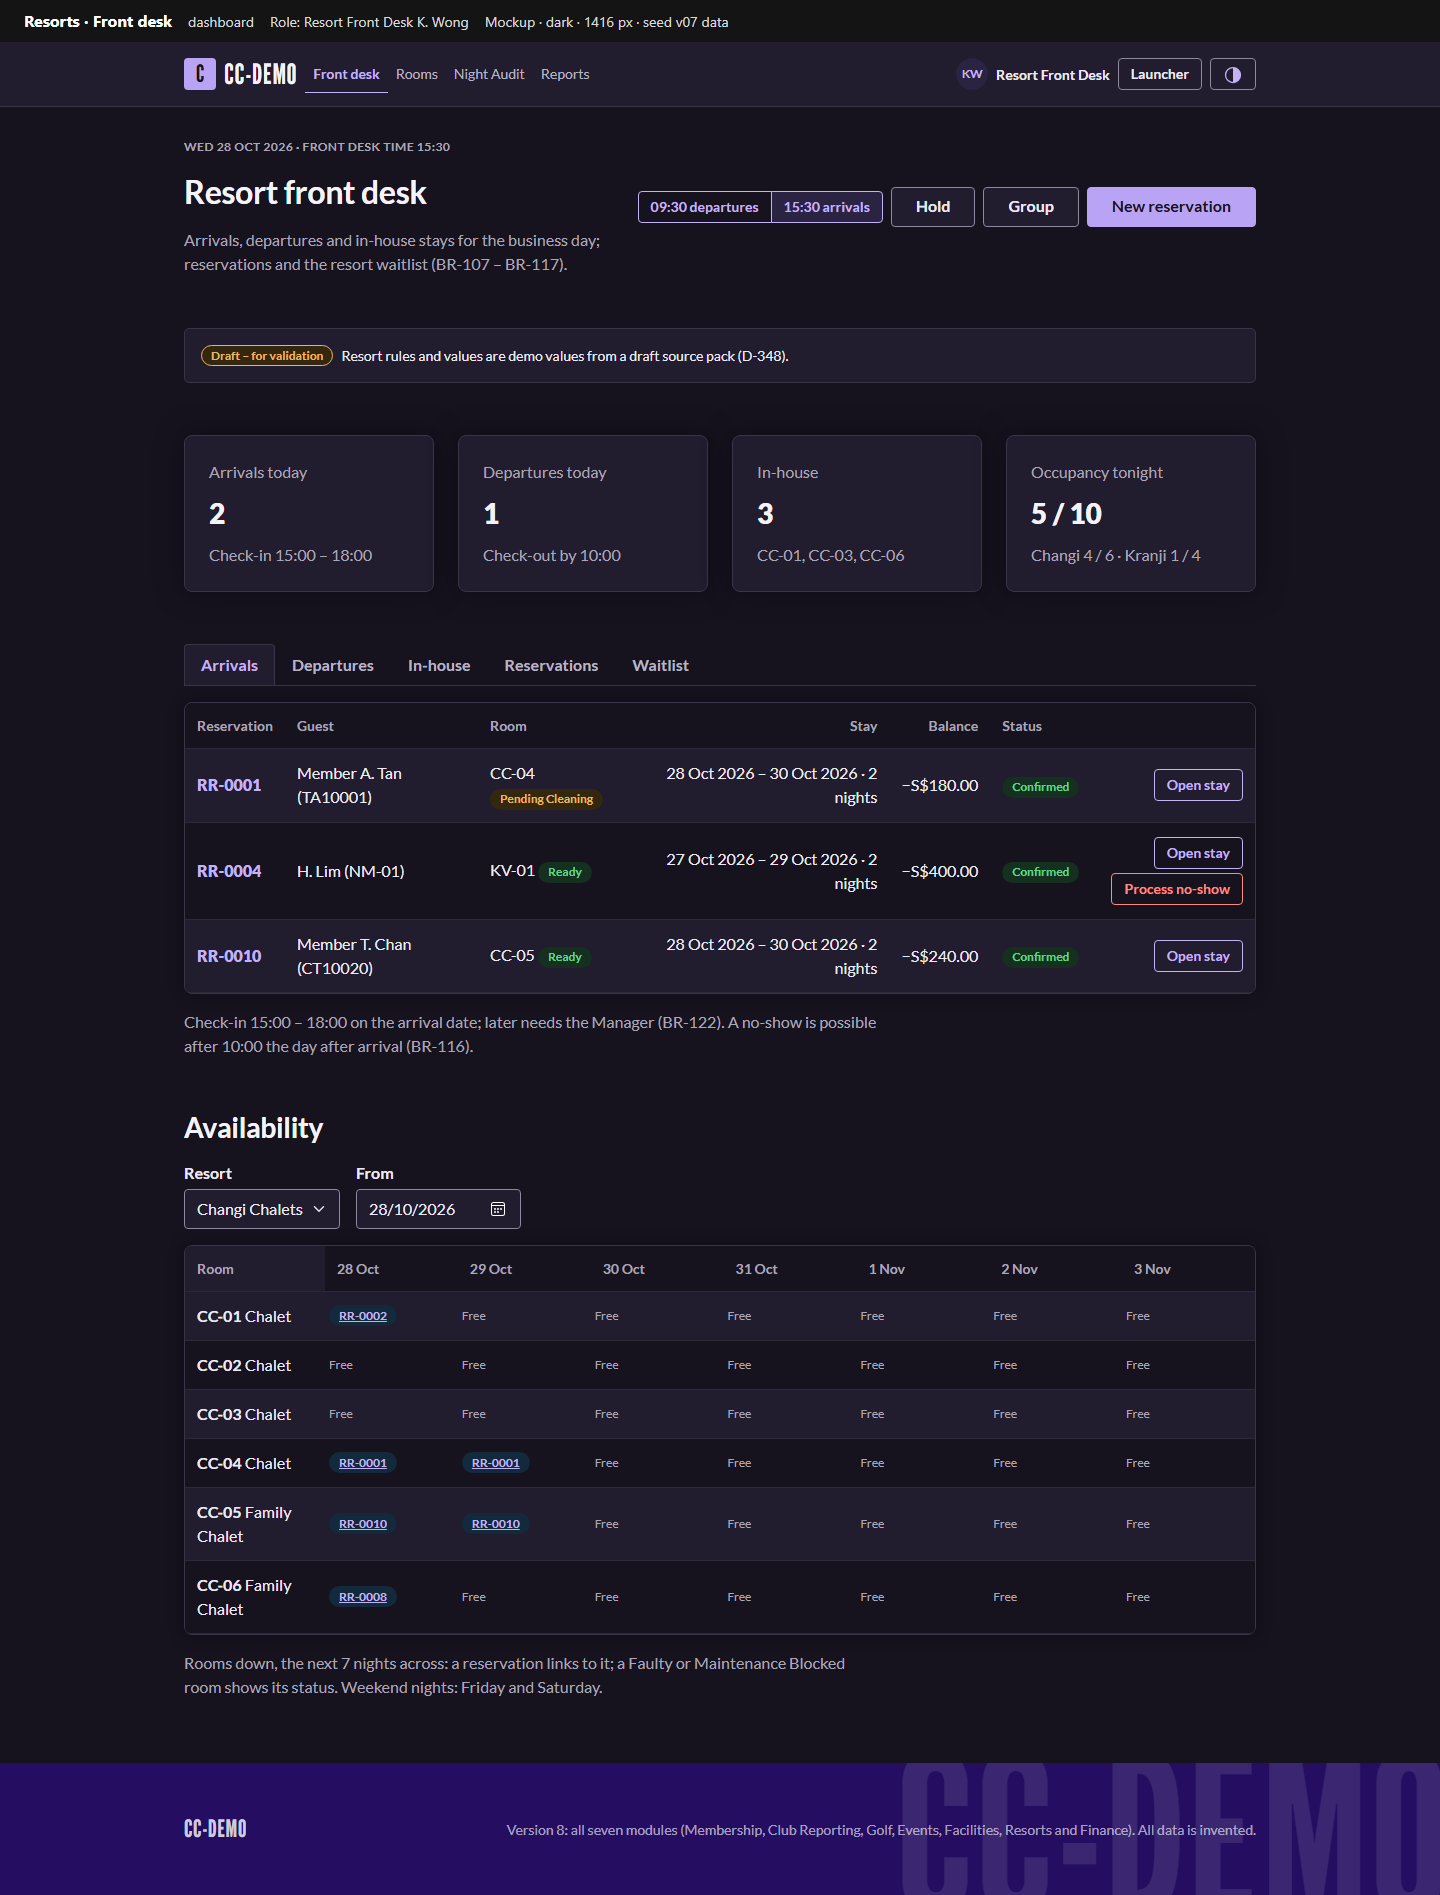 Resorts · Front desk dashboard Role: Resort Front Desk K. Wong Mockup · dark · 1416 px · seed v07 data
C CC-DEMO Front desk Rooms Night Audit Reports KW Resort Front Desk Launcher
WED 28 OCT 2026 · FRONT DESK TIME 15:30
Resort front desk
09:30 departures 15:30 arrivals Hold Group New reservation
Arrivals, departures and in-house stays for the business day;
reservations and the resort waitlist (BR-107 – BR-117).
Draft – for validation Resort rules and values are demo values from a draft source pack (D-348).
Arrivals today
2
Check-in 15:00 – 18:00
Departures today
1
Check-out by 10:00
In-house
3
CC-01, CC-03, CC-06
Occupancy tonight
5 / 10
Changi 4 / 6 · Kranji 1 / 4
Arrivals Departures In-house Reservations Waitlist
Reservation Guest Room Stay Balance Status
RR-0001 Member A. Tan (TA10001) CC-04 Pending Cleaning 28 Oct 2026 – 30 Oct 2026 · 2 nights −S$180.00 Confirmed Open stay
RR-0004 H. Lim (NM-01) KV-01 Ready 27 Oct 2026 – 29 Oct 2026 · 2 nights −S$400.00 Confirmed Open stay Process no-show
RR-0010 Member T. Chan (CT10020) CC-05 Ready 28 Oct 2026 – 30 Oct 2026 · 2 nights −S$240.00 Confirmed Open stay
Check-in 15:00 – 18:00 on the arrival date; later needs the Manager (BR-122). A no-show is possible
after 10:00 the day after arrival (BR-116).
Availability
Resort From
Changi Chalets 28/10/2026
Room 28 Oct 29 Oct 30 Oct 31 Oct 1 Nov 2 Nov 3 Nov
CC-01 Chalet RR-0002 Free Free Free Free Free Free
CC-02 Chalet Free Free Free Free Free Free Free
CC-03 Chalet Free Free Free Free Free Free Free
CC-04 Chalet RR-0001 RR-0001 Free Free Free Free Free
CC-05 Family Chalet RR-0010 RR-0010 Free Free Free Free Free
CC-06 Family Chalet RR-0008 Free Free Free Free Free Free
Rooms down, the next 7 nights across: a reservation links to it; a Faulty or Maintenance Blocked
room shows its status. Weekend nights: Friday and Saturday.
CC-DEMO
CC-DEMO Version 8: all seven modules (Membership, Club Reporting, Golf, Events, Facilities, Resorts and Finance). All data is invented.